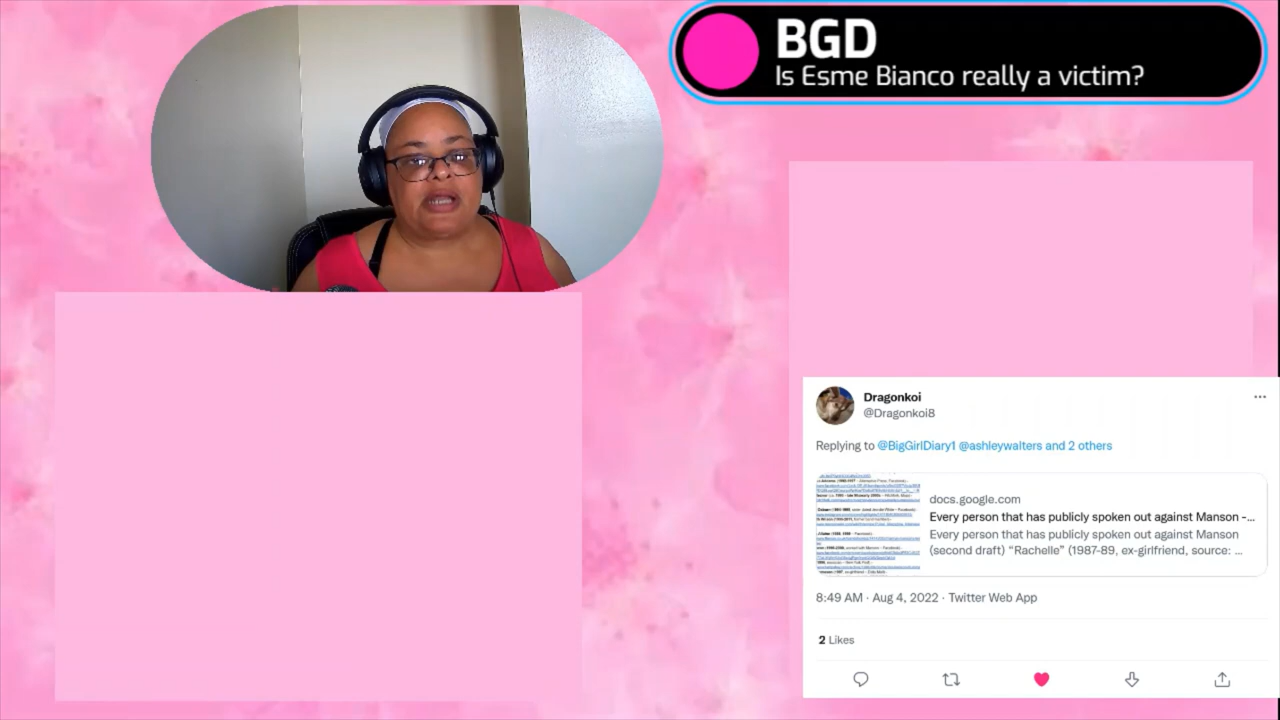 BGD
Is Esme Bianco really a victim?
Dragonkoi
@Dragonkoi8
Replying to @BigGirlDiary1 @ashleywalters and 2 others
docs.google.com
Every person that has publicly spoken out against Manson -...
Every person that has publicly spoken out against Manson
(second draft) “Rachelle” (1987-89, ex-girlfriend, source: ...
8:49 AM · Aug 4, 2022 · Twitter Web App
2 Likes